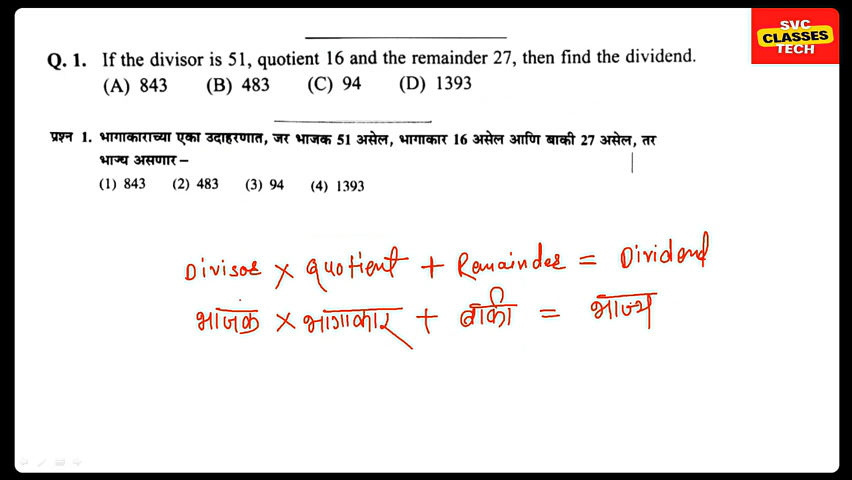 SVC
CLASSES
TECH
Q. 1. If the divisor is 51, quotient 16 and the remainder 27, then find the dividend.
(A) 843 (B) 483 (C) 94 (D) 1393
प्रश्न 1. भागाकाराच्या एका उदाहरणात, जर भाजक 51 असेल, भागाकार 16 असेल आणि बाकी 27 असेल, तर
भाज्य असणार –
(1) 843 (2) 483 (3) 94 (4) 1393
Divisor × Quotient + Remainder = Dividend
भाजक × भागाकार + बाकी = भाज्य